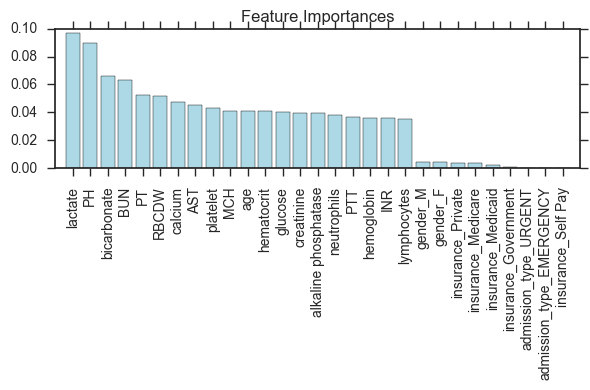 Feature Importances
0.10
0.08
0.06
0.04
0.02
0.00
lactate
PH
bicarbonate
BUN
PT
RBCDW
calcium
AST
platelet
MCH
age
hematocrit
glucose
creatinine
alkaline phosphatase
neutrophils
PTT
hemoglobin
INR
lymphocytes
gender_M
gender_F
insurance_Private
insurance_Medicare
insurance_Medicaid
insurance_Government
admission_type_URGENT
admission_type_EMERGENCY
insurance_Self Pay